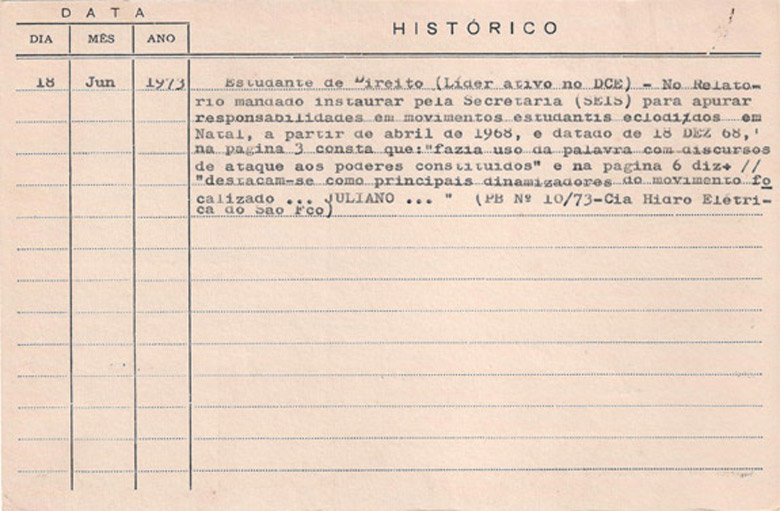 DATA
HISTÓRICO
DIA MÊS ANO
18 Jun 1973 Estudante de Direito (Líder ativo no DCE) - No Relato-
rio mandado instaurar pela Secretaria (SEIS) para apurar
responsabilidades em movimentos estudantis eclodidos em
Natal, a partir de abril de 1968, e datado de 18 DEZ 68,'
na pagina 3 consta que:"fazia uso da palavra com discursos
de ataque aos poderes constituidos" e na pagina 6 diz+ //
"destacam-se como principais dinamizadores do movimento fo
calizado ... JULIANO ... " (PB Nº 10/73-Cia Hidro Elétri-
ca do Sao Fco)